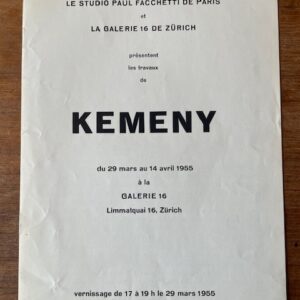 LE STUDIO PAUL FACCHETTI DE PARIS
et
LA GALERIE 16 DE ZÜRICH
présentent
les travaux
de
KEMENY
du 29 mars au 14 avril 1955
à la
GALERIE 16
Limmatquai 16, Zürich
vernissage de 17 à 19 h le 29 mars 1955